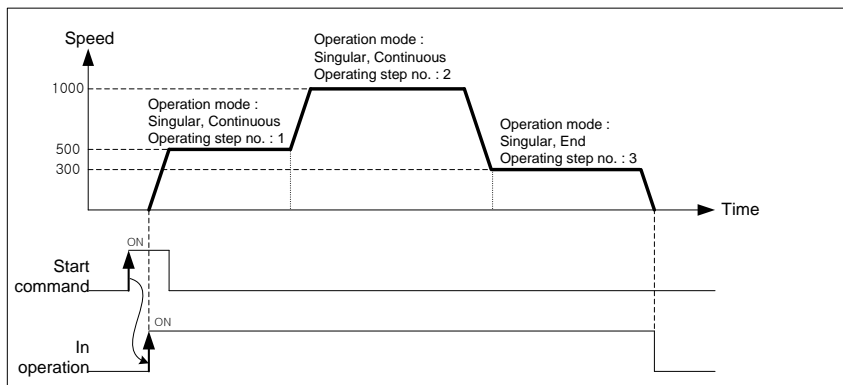 Speed
Operation mode :
Singular, Continuous
Operating step no. : 2
1000
Operation mode :
Singular, Continuous
Operating step no. : 1
Operation mode :
Singular, End
Operating step no. : 3
500
300
Time
ON
Start
command
ON
In
operation